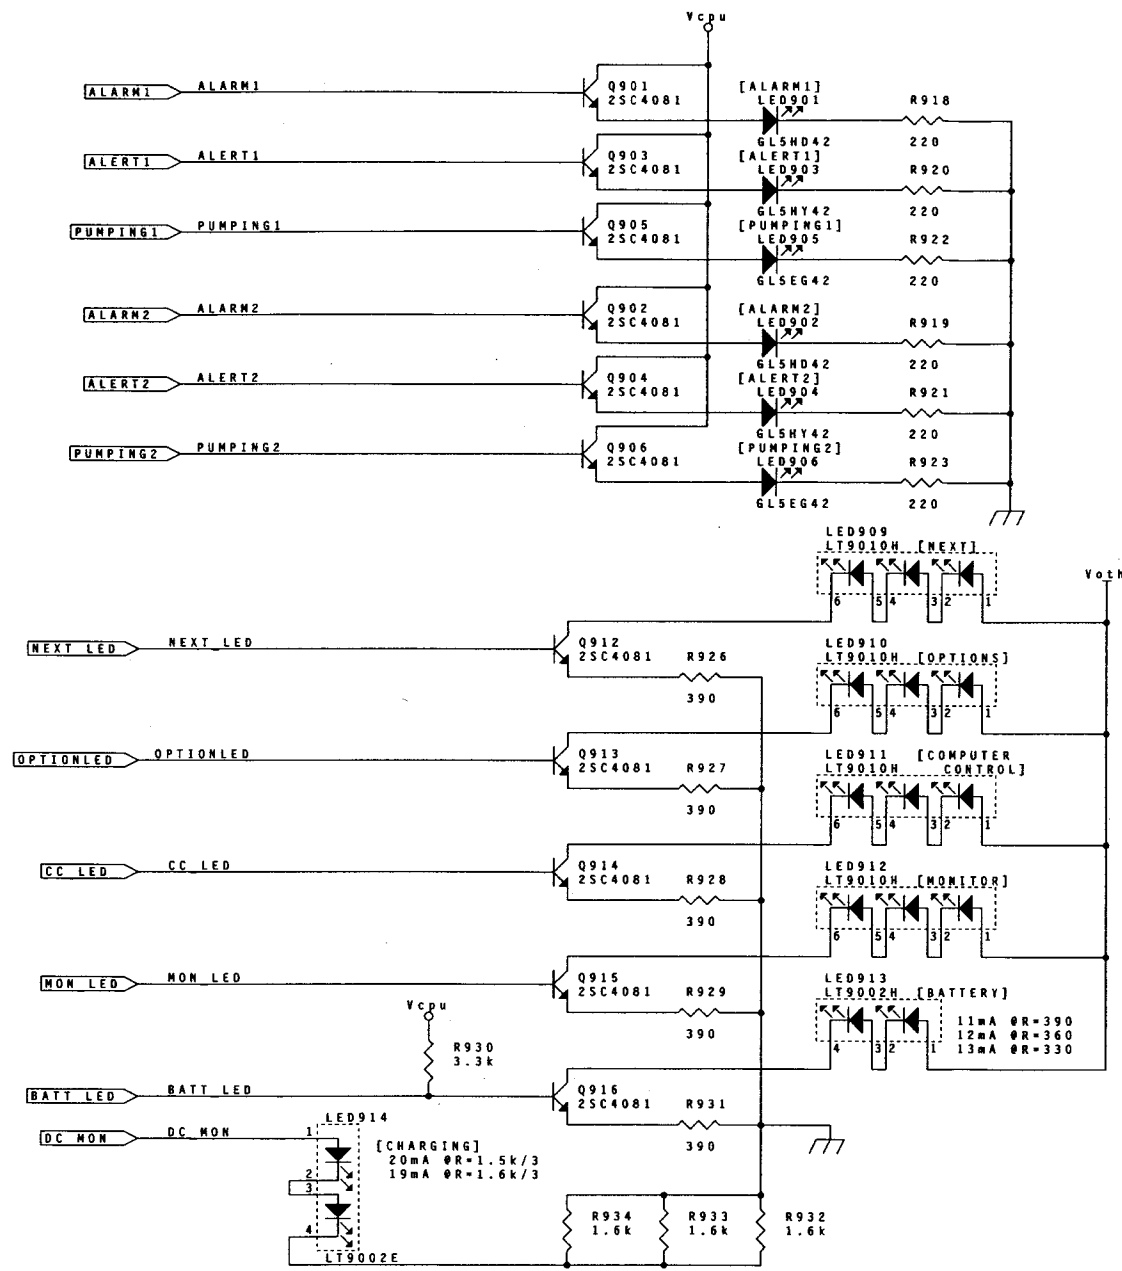 Vcpu
ALARM1 ALARM1 Q901 2SC4081 [ALARM1] LED901 GL5HD42 R918 220
ALERT1 ALERT1 Q903 2SC4081 [ALERT1] LED903 GL5HY42 R920 220
PUMPING1 PUMPING1 Q905 2SC4081 [PUMPING1] LED905 GL5EG42 R922 220
ALARM2 ALARM2 Q902 2SC4081 [ALARM2] LED902 GL5HD42 R919 220
ALERT2 ALERT2 Q904 2SC4081 [ALERT2] LED904 GL5HY42 R921 220
PUMPING2 PUMPING2 Q906 2SC4081 [PUMPING2] LED906 GL5EG42 R923 220
LED909
LT9010H [NEXT]
6 5 4 3 2 1
Voth
NEXT_LED NEXT_LED Q912 2SC4081 R926 390
LED910
LT9010H [OPTIONS]
6 5 4 3 2 1
OPTIONLED OPTIONLED Q913 2SC4081 R927 390
LED911 [COMPUTER
LT9010H CONTROL]
6 5 4 3 2 1
CC_LED CC_LED Q914 2SC4081 R928 390
LED912
LT9010H [MONITOR]
6 5 4 3 2 1
MON_LED MON_LED Q915 2SC4081 R929 390
LED913
LT9002H [BATTERY]
4 3 2 1
11mA @R=390
12mA @R=360
13mA @R=330
Vcpu
R930
3.3k
BATT_LED BATT_LED Q916 2SC4081 R931 390
DC_MON DC_MON
LED914
1
2
3
4
[CHARGING]
20mA @R=1.5k/3
19mA @R=1.6k/3
LT9002E
R934 1.6k
R933 1.6k
R932 1.6k